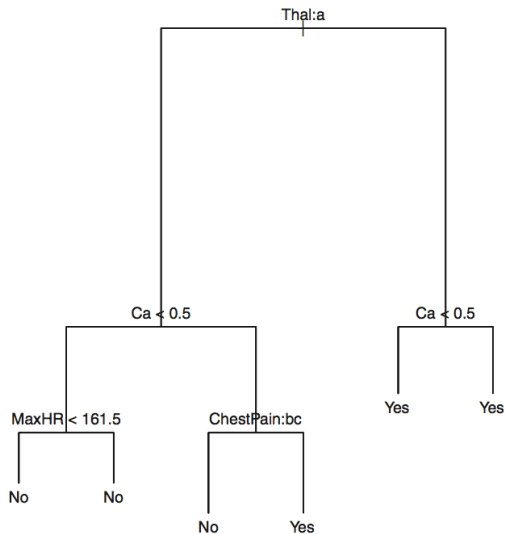 Thal:a
Ca < 0.5
Ca < 0.5
Yes
Yes
MaxHR < 161.5
ChestPain:bc
No
No
No
Yes